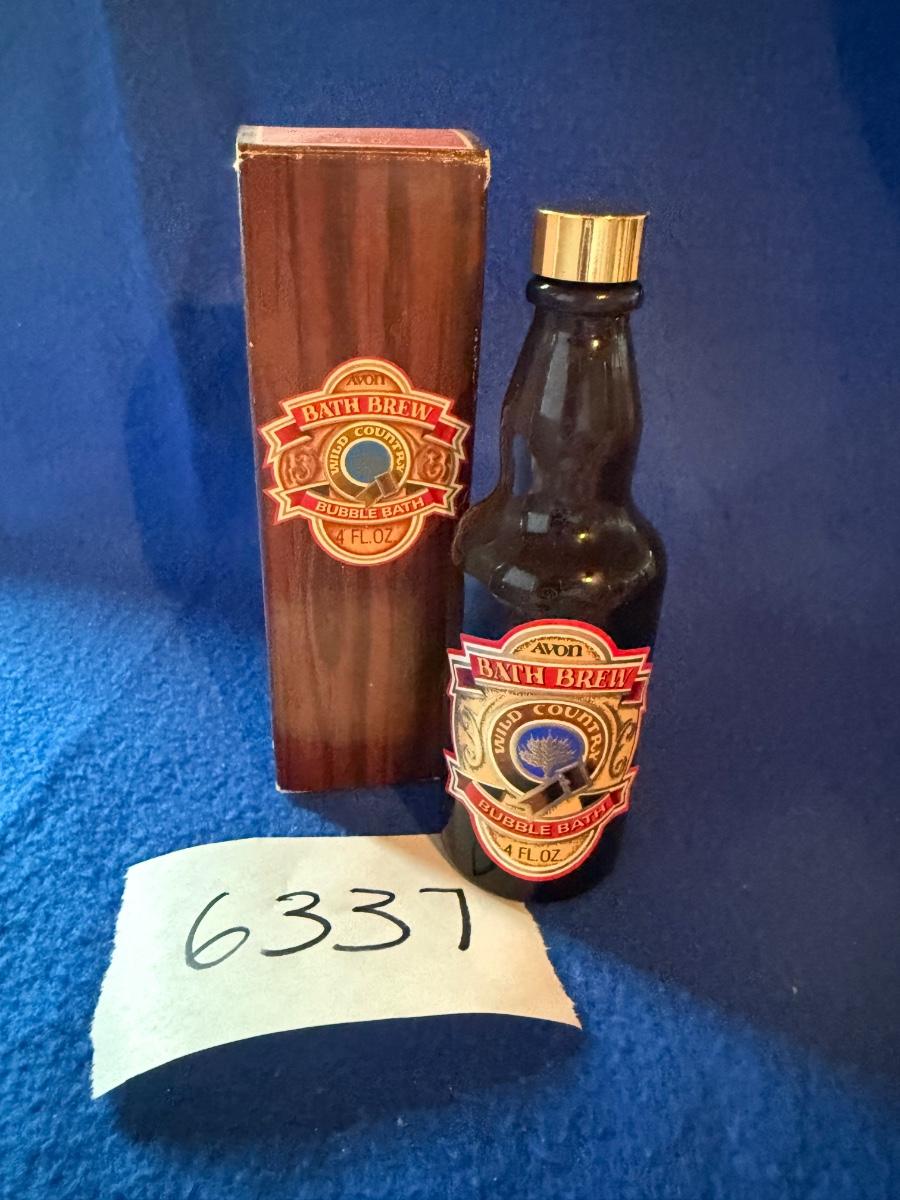 AVON
BATH BREW
WILD COUNTRY
BUBBLE BATH
4 FL.OZ.
AVON
BATH BREW
WILD COUNTRY
BUBBLE BATH
4 FL.OZ.
6337